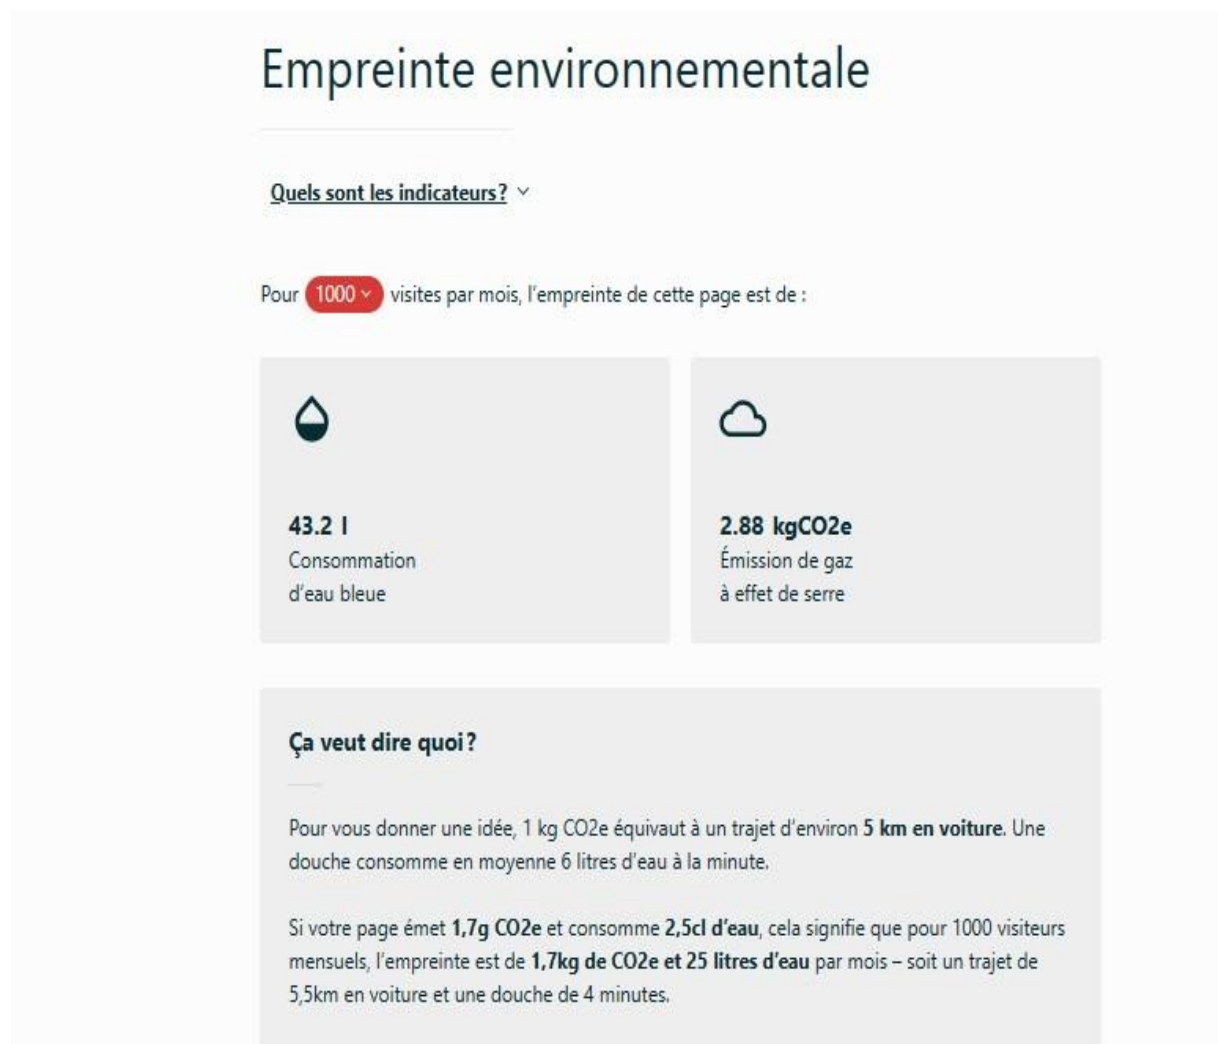 Empreinte environnementale
Quels sont les indicateurs ?
Pour 1000 visites par mois, l'empreinte de cette page est de :
43.2 l
Consommation
d'eau bleue
2.88 kgCO2e
Émission de gaz
à effet de serre
Ça veut dire quoi ?
Pour vous donner une idée, 1 kg CO2e équivaut à un trajet d'environ 5 km en voiture. Une
douche consomme en moyenne 6 litres d'eau à la minute.
Si votre page émet 1,7g CO2e et consomme 2,5cl d'eau, cela signifie que pour 1000 visiteurs
mensuels, l'empreinte est de 1,7kg de CO2e et 25 litres d'eau par mois – soit un trajet de
5,5km en voiture et une douche de 4 minutes.